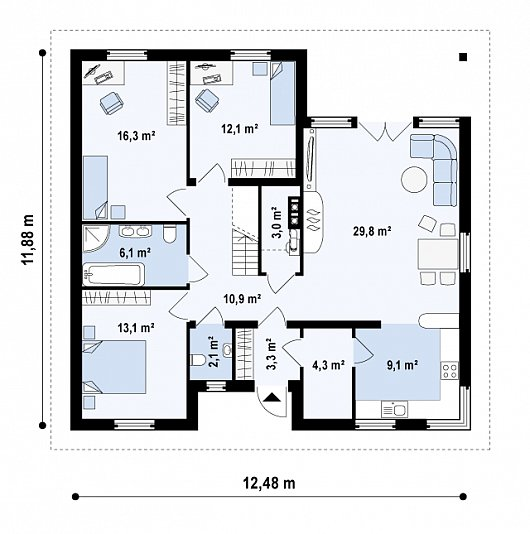 16,3 m²
12,1 m²
3,0 m²
29,8 m²
6,1 m²
10,9 m²
13,1 m²
2,1 m²
3,3 m²
4,3 m²
9,1 m²
11,88 m
12,48 m